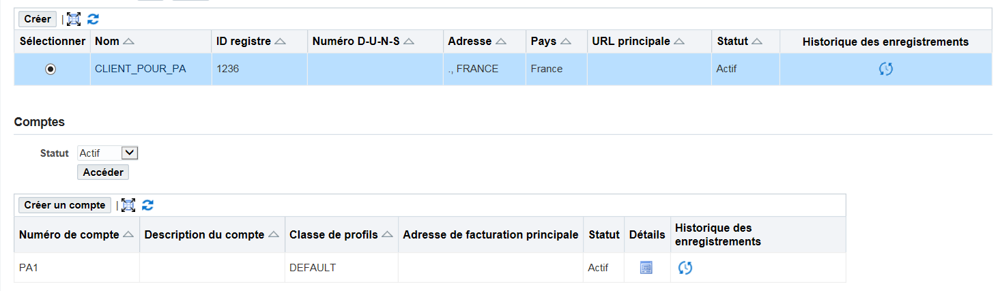 Créer
Sélectionner Nom ID registre Numéro D-U-N-S Adresse Pays URL principale Statut Historique des enregistrements
CLIENT_POUR_PA 1236 ., FRANCE France Actif
Comptes
Statut Actif
Accéder
Créer un compte
Numéro de compte Description du compte Classe de profils Adresse de facturation principale Statut Détails Historique des
enregistrements
PA1 DEFAULT Actif